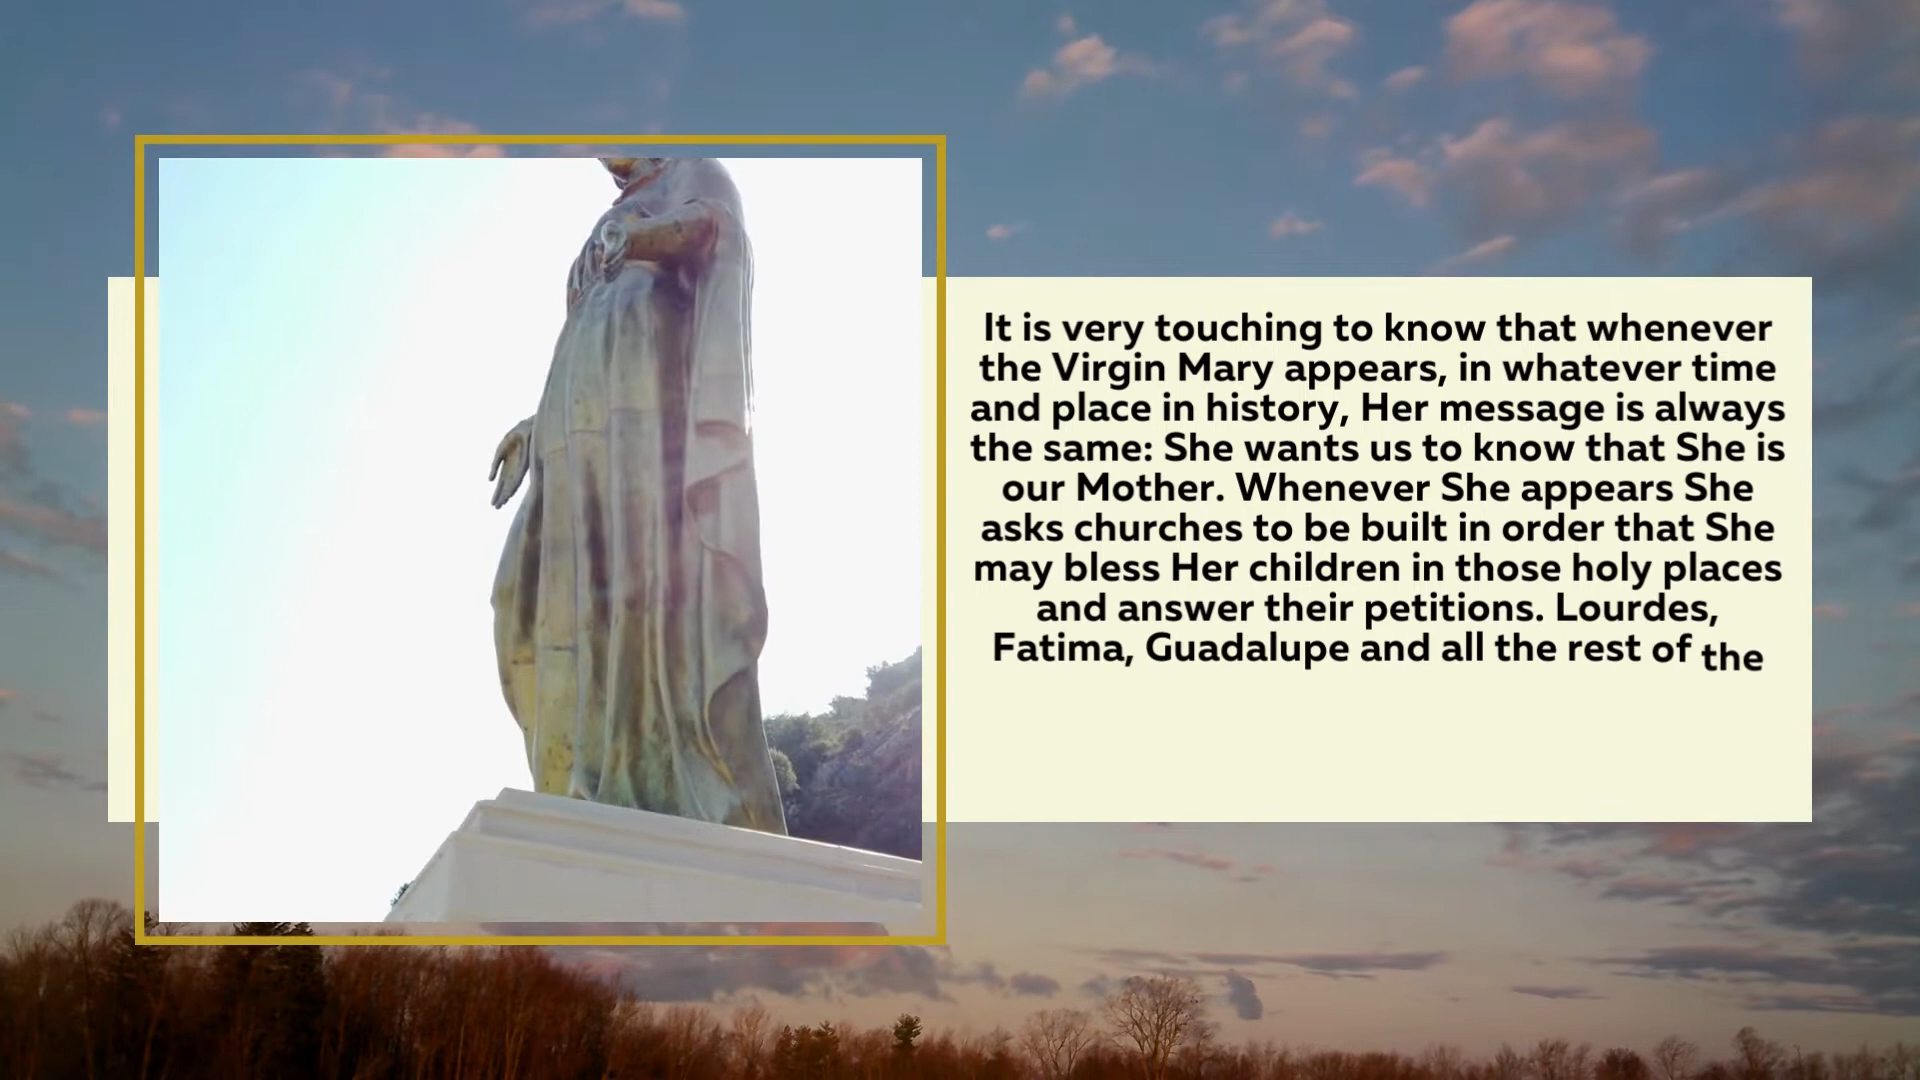 It is very touching to know that whenever
the Virgin Mary appears, in whatever time
and place in history, Her message is always
the same: She wants us to know that She is
our Mother. Whenever She appears She
asks churches to be built in order that She
may bless Her children in those holy places
and answer their petitions. Lourdes,
Fatima, Guadalupe and all the rest of the